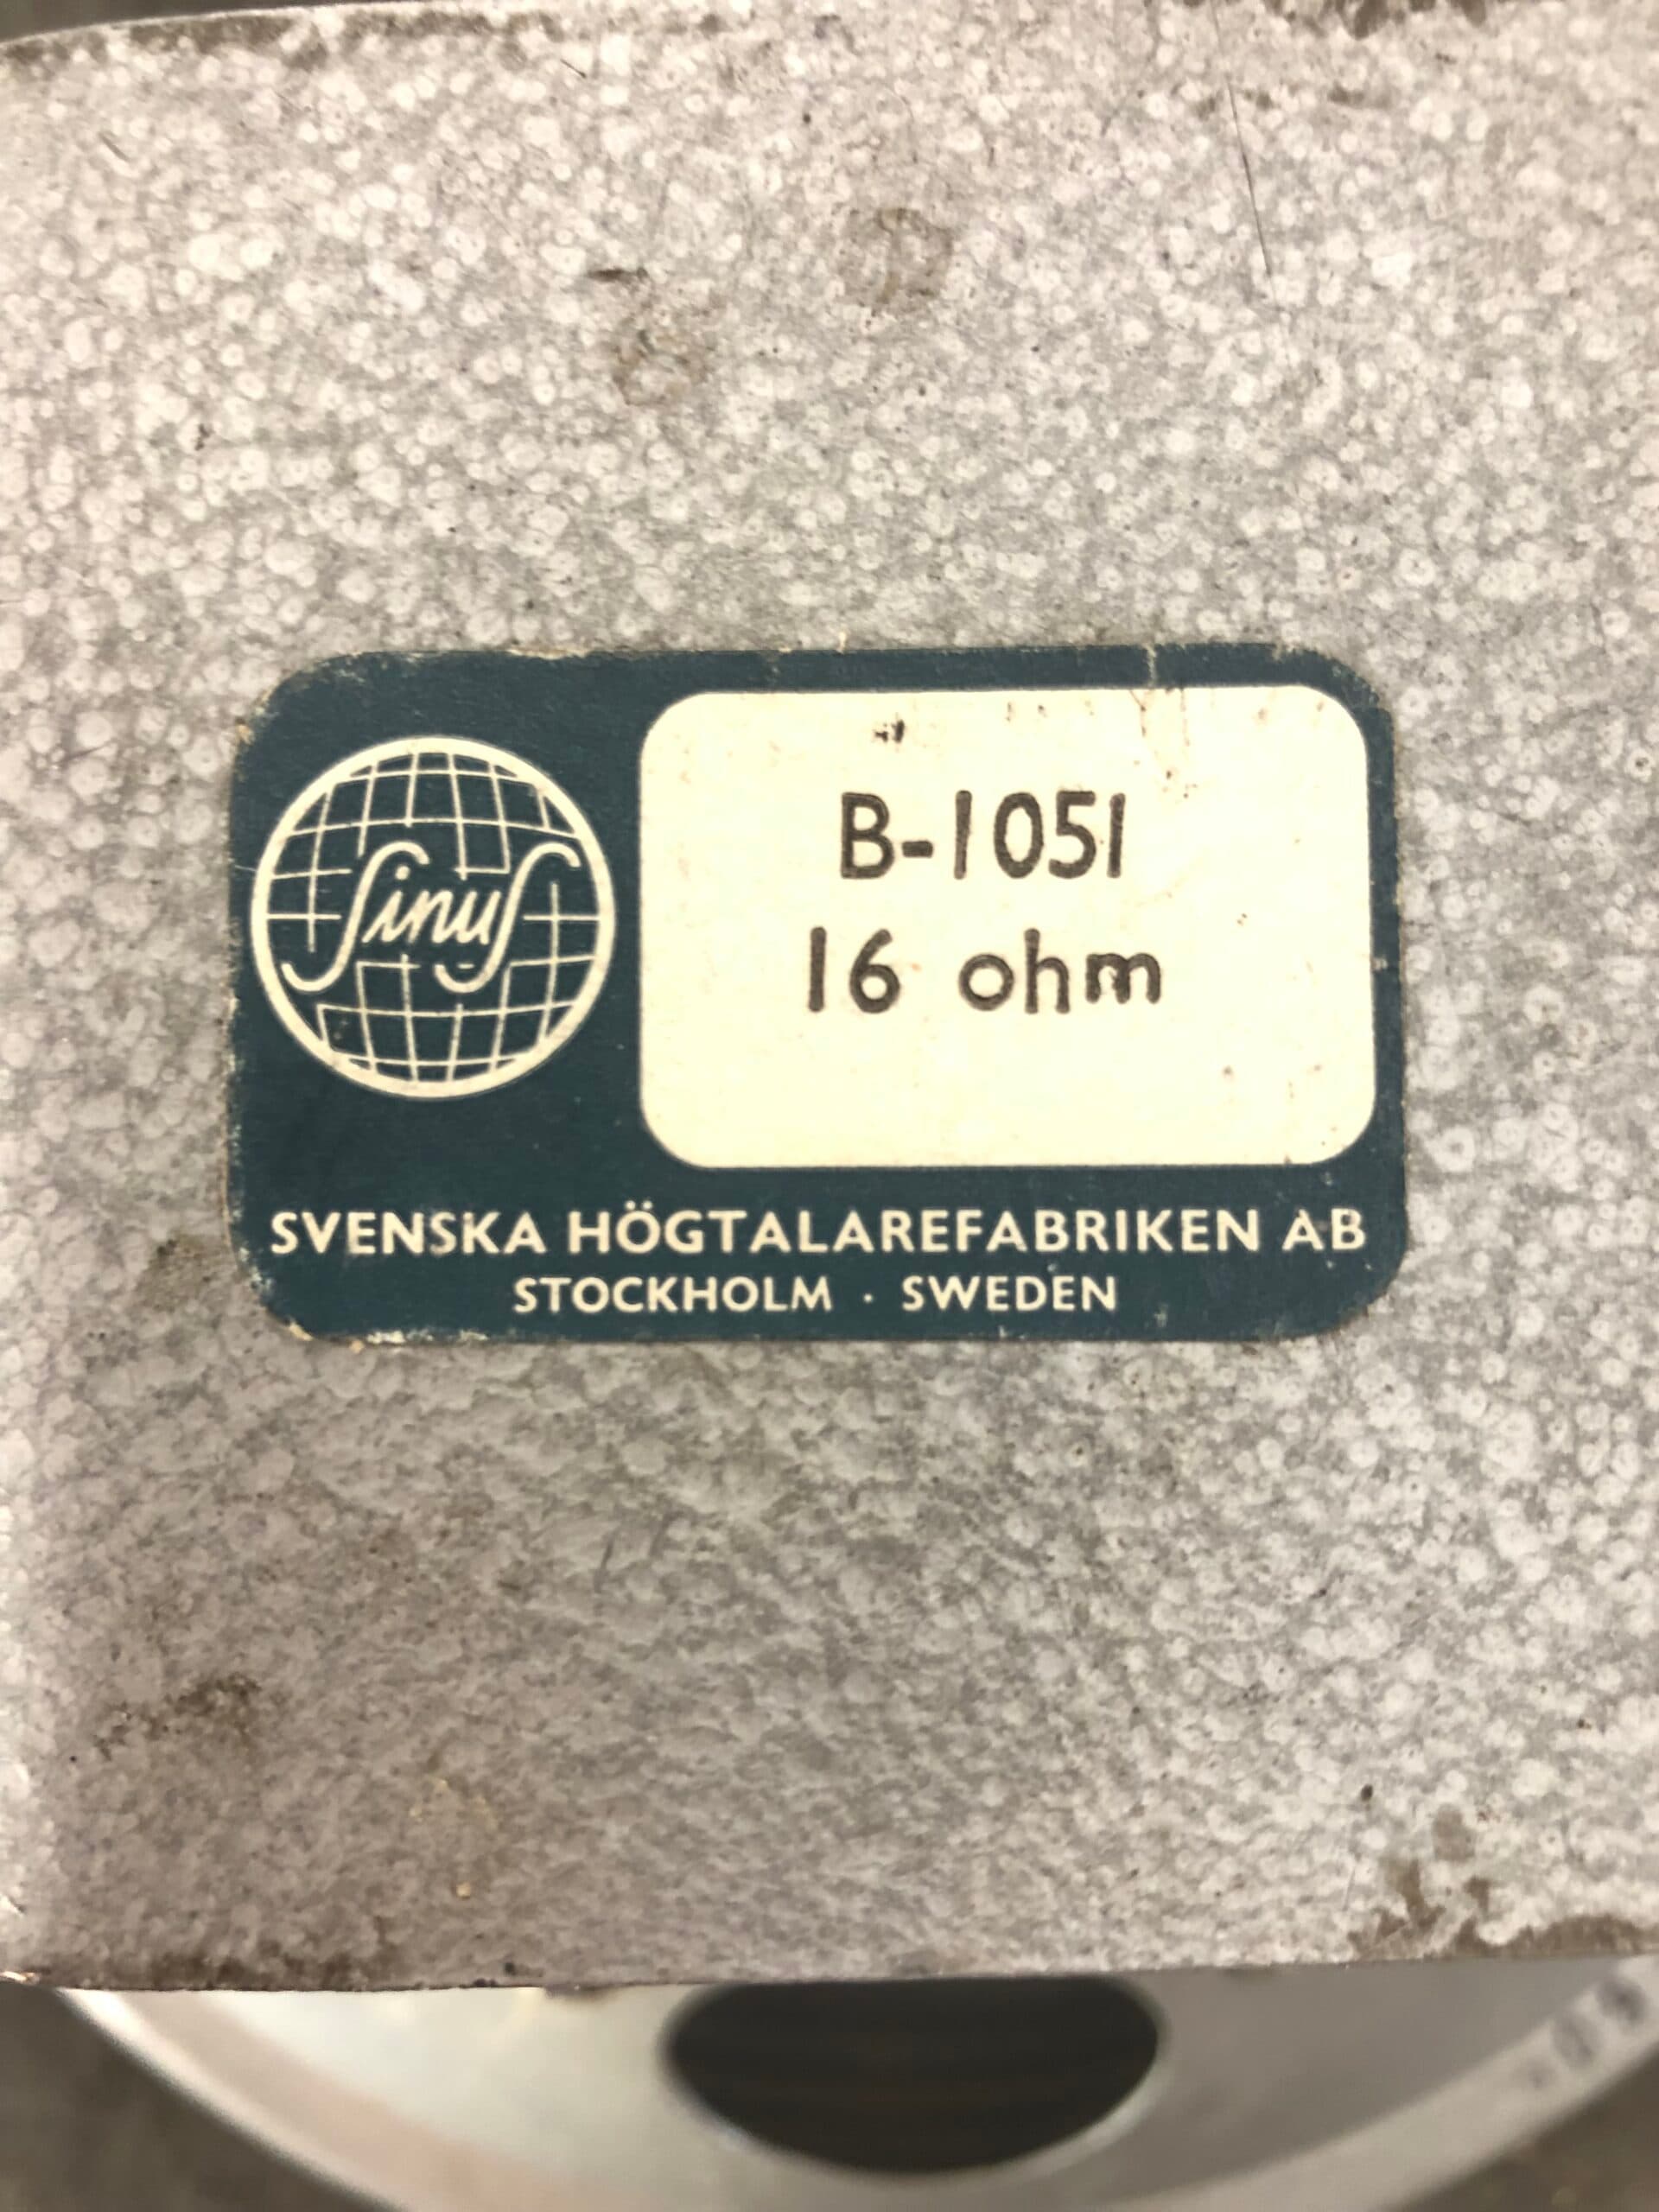 Sinus
B-1051
16 ohm
SVENSKA HÖGTALAREFABRIKEN AB
STOCKHOLM · SWEDEN